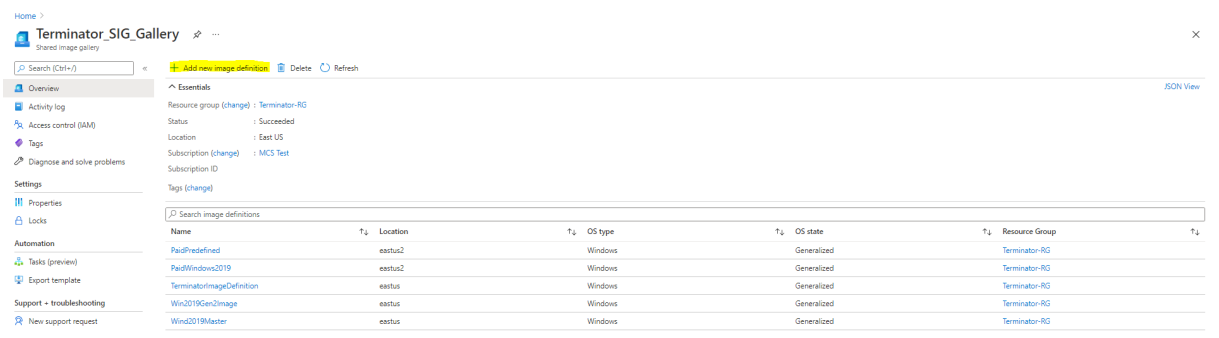 Home >
Terminator_SIG_Gallery ...
Shared image gallery
Search (Ctrl+/) «
Overview
Activity log
Access control (IAM)
Tags
Diagnose and solve problems
Settings
Properties
Locks
Automation
Tasks (preview)
Export template
Support + troubleshooting
New support request
+ Add new image definition Delete Refresh
Essentials JSON View
Resource group (change) : Terminator-RG
Status : Succeeded
Location : East US
Subscription (change) : MCS Test
Subscription ID
Tags (change)
Search image definitions
Name ↑↓ Location ↑↓ OS type ↑↓ OS state ↑↓ Resource Group ↑↓
PaidPredefined eastus2 Windows Generalized Terminator-RG
PaidWindows2019 eastus2 Windows Generalized Terminator-RG
TerminatorImageDefinition eastus Windows Generalized Terminator-RG
Win2019Gen2Image eastus Windows Generalized Terminator-RG
Wind2019Master eastus Windows Generalized Terminator-RG